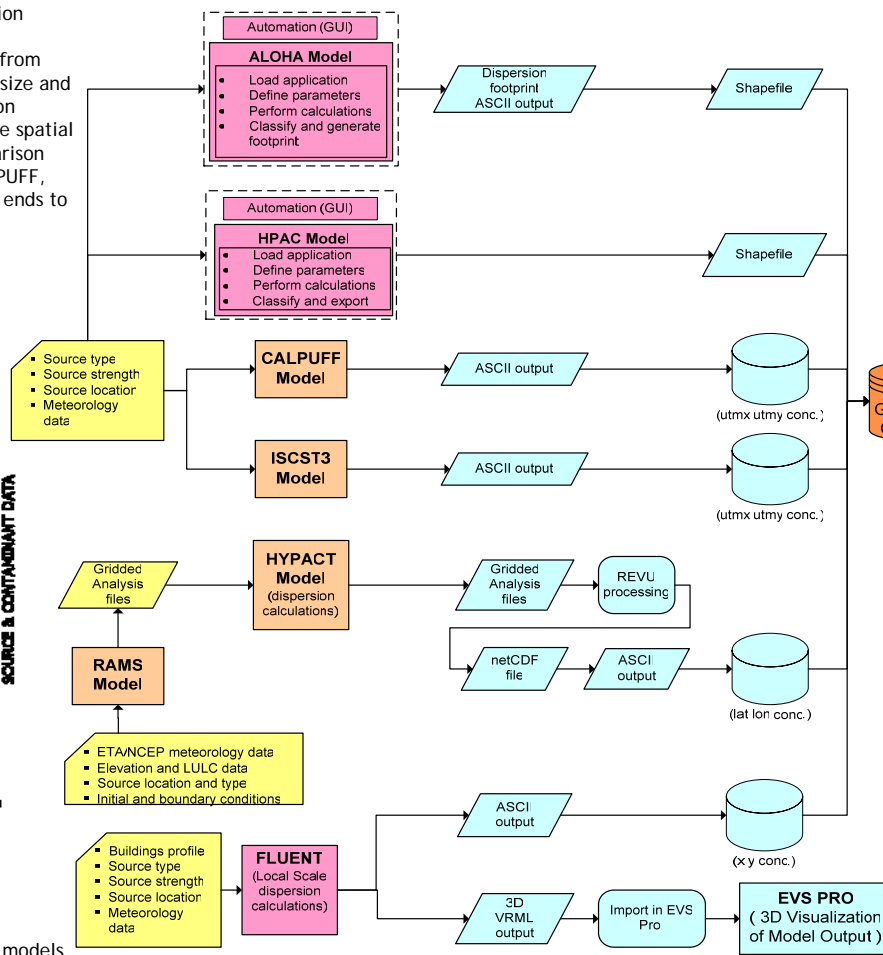 ion
from
size and
on
e spatial
arison
PUFF,
ends to
Automation (GUI)
ALOHA Model
• Load application
• Define parameters
• Perform calculations
• Classify and generate
footprint
Dispersion
footprint
ASCII output
Shapefile
Automation (GUI)
HPAC Model
• Load application
• Define parameters
• Perform calculations
• Classify and export
Shapefile
▪ Source type
▪ Source strength
▪ Source location
▪ Meteorology
data
CALPUFF
Model
ASCII output
(utmx utmy conc.)
G
ISCST3
Model
ASCII output
(utmx utmy conc.)
SOURCE & CONTAMINANT DATA
Gridded
Analysis
files
HYPACT
Model
(dispersion
calculations)
Gridded
Analysis
files
REVU
processing
RAMS
Model
netCDF
file
ASCII
output
(lat lon conc.)
▪ ETA/NCEP meteorology data
▪ Elevation and LULC data
▪ Source location and type
▪ Initial and boundary conditions
ASCII
output
(x y conc.)
▪ Buildings profile
▪ Source type
▪ Source strength
▪ Source location
▪ Meteorology
data
FLUENT
(Local Scale
dispersion
calculations)
3D
VRML
output
Import in EVS
Pro
EVS PRO
( 3D Visualization
of Model Output )
models